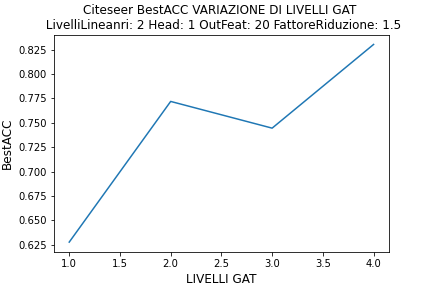 Citeseer BestACC VARIAZIONE DI LIVELLI GAT
LivelliLineanri: 2 Head: 1 OutFeat: 20 FattoreRiduzione: 1.5
0.825
0.800
0.775
0.750
0.725
0.700
0.675
0.650
0.625
BestACC
1.0 1.5 2.0 2.5 3.0 3.5 4.0
LIVELLI GAT